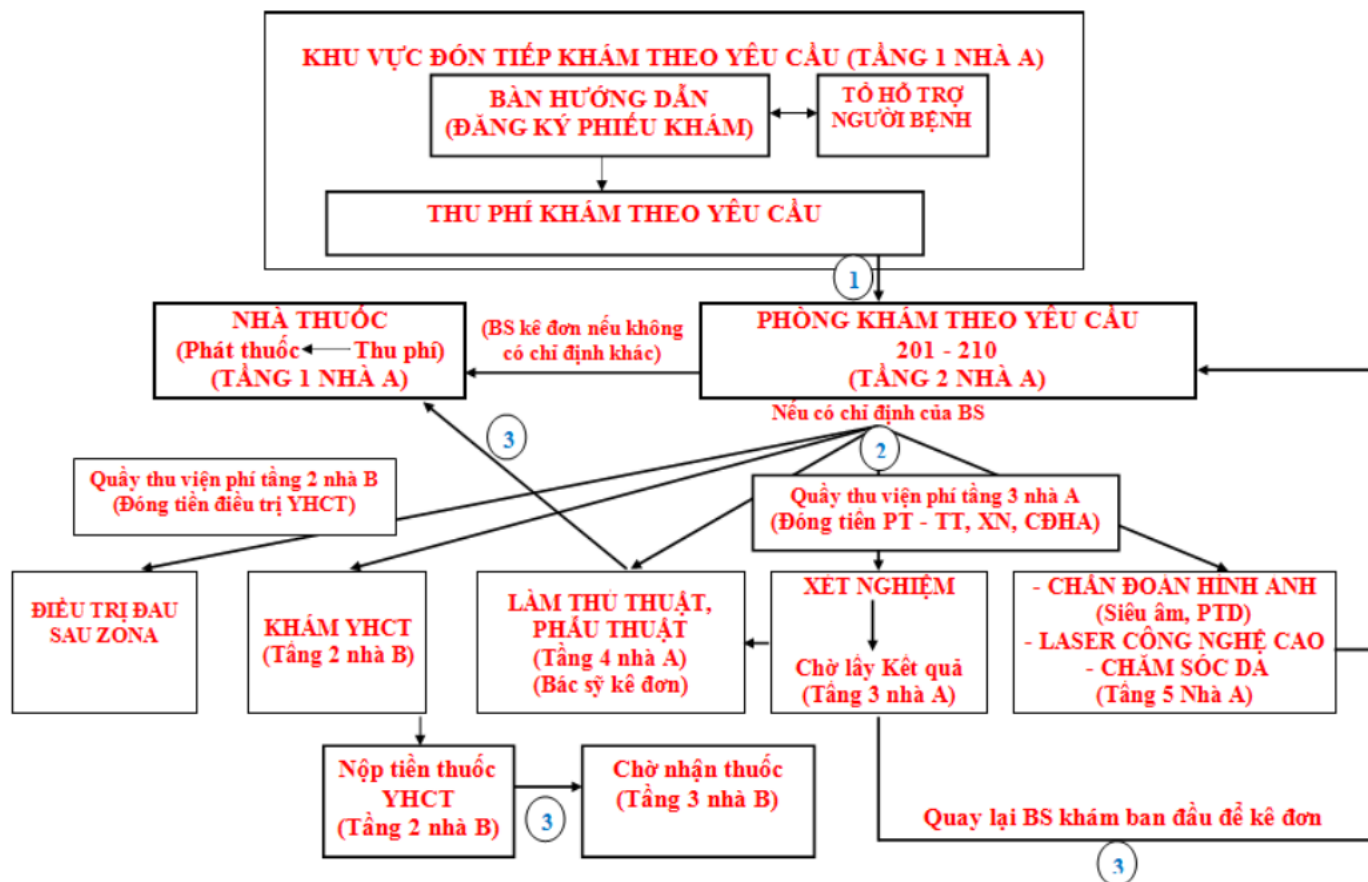 KHU VỰC ĐÓN TIẾP KHÁM THEO YÊU CẦU (TẦNG 1 NHÀ A)
BÀN HƯỚNG DẪN
(ĐĂNG KÝ PHIẾU KHÁM)
TỔ HỖ TRỢ
NGƯỜI BỆNH
THU PHÍ KHÁM THEO YÊU CẦU
1
NHÀ THUỐC
(Phát thuốc Thu phí)
(TẦNG 1 NHÀ A)
(BS kê đơn nếu không
có chỉ định khác)
PHÒNG KHÁM THEO YÊU CẦU
201 - 210
(TẦNG 2 NHÀ A)
Nếu có chỉ định của BS
3
2
Quầy thu viện phí tầng 2 nhà B
(Đóng tiền điều trị YHCT)
Quầy thu viện phí tầng 3 nhà A
(Đóng tiền PT - TT, XN, CĐHA)
ĐIỀU TRỊ ĐAU
SAU ZONA
KHÁM YHCT
(Tầng 2 nhà B)
LÀM THỦ THUẬT,
PHẪU THUẬT
(Tầng 4 nhà A)
(Bác sỹ kê đơn)
XÉT NGHIỆM
Chờ lấy Kết quả
(Tầng 3 nhà A)
- CHẨN ĐOÁN HÌNH ẢNH
(Siêu âm, PTD)
- LASER CÔNG NGHỆ CAO
- CHĂM SÓC DA
(Tầng 5 Nhà A)
Nộp tiền thuốc
YHCT
(Tầng 2 nhà B)
3
Chờ nhận thuốc
(Tầng 3 nhà B)
Quay lại BS khám ban đầu để kê đơn
3